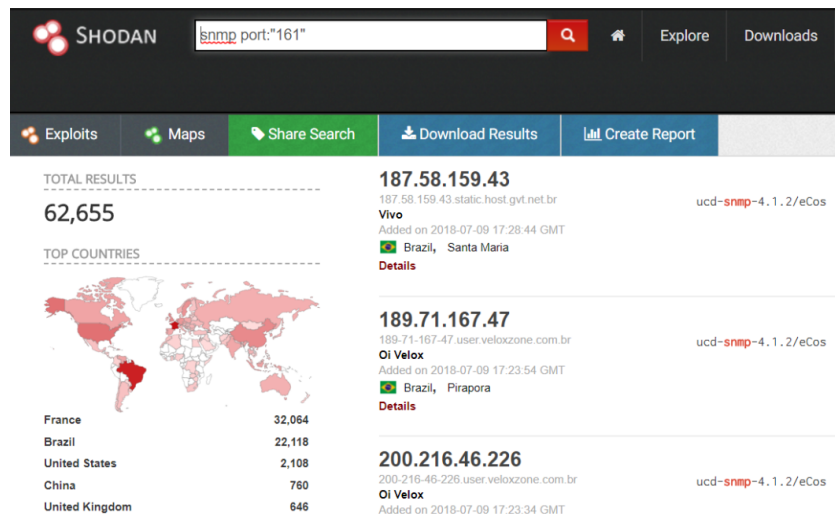 SHODAN
snmp port:"161"
Explore
Downloads
Exploits
Maps
Share Search
Download Results
Create Report
TOTAL RESULTS
62,655
TOP COUNTRIES
France 32,064
Brazil 22,118
United States 2,108
China 760
United Kingdom 646
187.58.159.43
187.58.159.43.static.host.gvt.net.br
Vivo
Added on 2018-07-09 17:28:44 GMT
Brazil, Santa Maria
Details
ucd-snmp-4.1.2/eCos
189.71.167.47
189-71-167-47.user.veloxzone.com.br
Oi Velox
Added on 2018-07-09 17:23:54 GMT
Brazil, Pirapora
Details
ucd-snmp-4.1.2/eCos
200.216.46.226
200-216-46-226.user.veloxzone.com.br
Oi Velox
Added on 2018-07-09 17:23:34 GMT
ucd-snmp-4.1.2/eCos